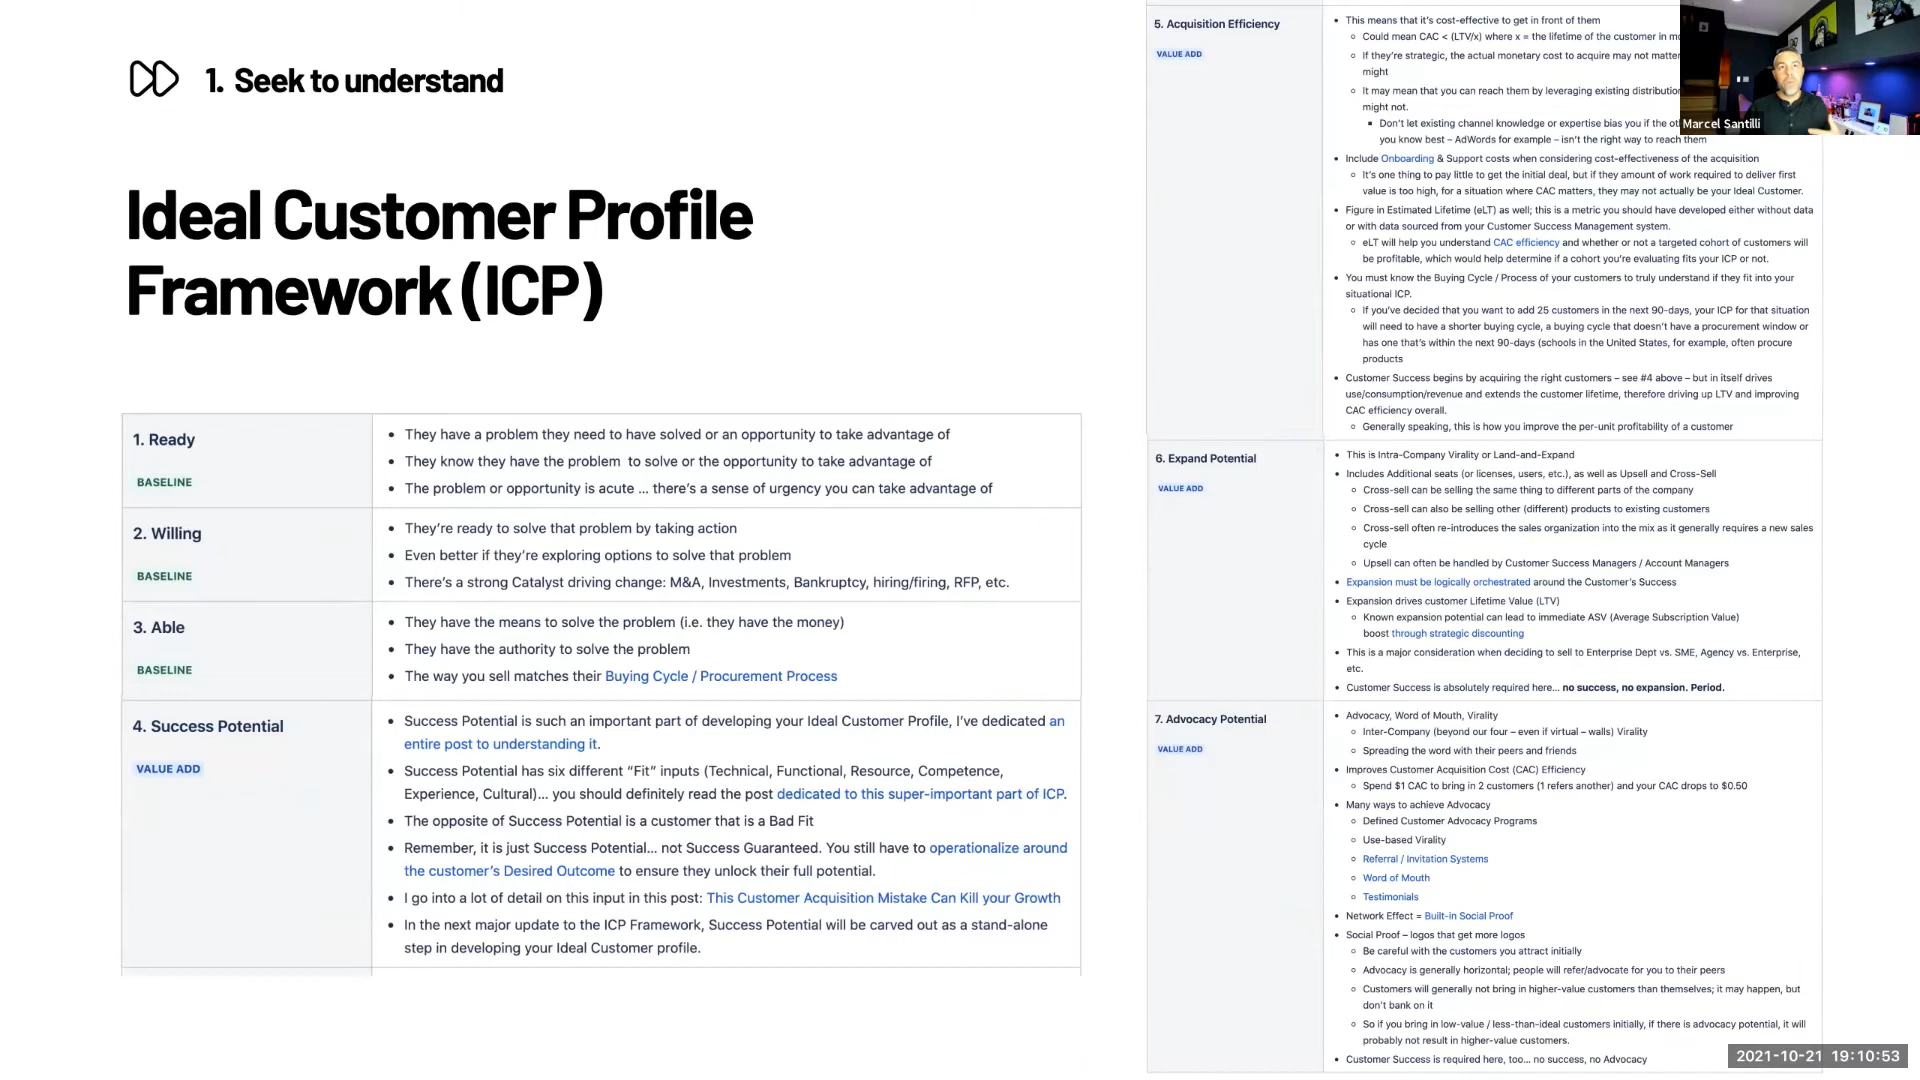 1. Seek to understand
Ideal Customer Profile
Framework (ICP)
1. Ready
BASELINE
• They have a problem they need to have solved or an opportunity to take advantage of
• They know they have the problem to solve or the opportunity to take advantage of
• The problem or opportunity is acute ... there's a sense of urgency you can take advantage of
2. Willing
BASELINE
• They're ready to solve that problem by taking action
• Even better if they're exploring options to solve that problem
• There's a strong Catalyst driving change: M&A, Investments, Bankruptcy, hiring/firing, RFP, etc.
3. Able
BASELINE
• They have the means to solve the problem (i.e. they have the money)
• They have the authority to solve the problem
• The way you sell matches their Buying Cycle / Procurement Process
4. Success Potential
VALUE ADD
• Success Potential is such an important part of developing your Ideal Customer Profile, I've dedicated an
entire post to understanding it.
• Success Potential has six different “Fit” inputs (Technical, Functional, Resource, Competence,
Experience, Cultural)... you should definitely read the post dedicated to this super-important part of ICP.
• The opposite of Success Potential is a customer that is a Bad Fit
• Remember, it is just Success Potential... not Success Guaranteed. You still have to operationalize around
the customer's Desired Outcome to ensure they unlock their full potential.
• I go into a lot of detail on this input in this post: This Customer Acquisition Mistake Can Kill your Growth
• In the next major update to the ICP Framework, Success Potential will be carved out as a stand-alone
step in developing your Ideal Customer profile.
5. Acquisition Efficiency
VALUE ADD
• This means that it's cost-effective to get in front of them
Could mean CAC < (LTV/x) where x = the lifetime of the customer in
If they're strategic, the actual monetary cost to acquire may not matter
might
It may mean that you can reach them by leveraging existing
might not.
Don't let existing channel knowledge or expertise bias you if the
you know best – AdWords for example – isn't the right way to reach them
• Include Onboarding & Support costs when considering cost-effectiveness of the acquisition
It's one thing to pay little to get the initial deal, but if they amount of work required to deliver first
value is too high, for a situation where CAC matters, they may not actually be your Ideal Customer.
• Figure in Estimated Lifetime (eLT) as well; this is a metric you should have developed either without data
or with data sourced from your Customer Success Management system.
eLT will help you understand CAC efficiency and whether or not a targeted cohort of customers will
be profitable, which would help determine if a cohort you're evaluating fits your ICP or not.
• You must know the Buying Cycle / Process of your customers to truly understand if they fit into your
situational ICP.
If you've decided that you want to add 25 customers in the next 90-days, your ICP for that situation
will need to have a shorter buying cycle, a buying cycle that doesn't have a procurement window or
has one that's within the next 90-days (schools in the United States, for example, often procure
products
• Customer Success begins by acquiring the right customers – see #4 above – but in itself drives
use/consumption/revenue and extends the customer lifetime, therefore driving up LTV and improving
CAC efficiency overall.
Generally speaking, this is how you improve the per-unit profitability of a customer
6. Expand Potential
VALUE ADD
• This is Intra-Company Virality or Land-and-Expand
• Includes Additional seats (or licenses, users, etc.), as well as Upsell and Cross-Sell
Cross-sell can be selling the same thing to different parts of the company
Cross-sell can also be selling other (different) products to existing customers
Cross-sell often re-introduces the sales organization into the mix as it generally requires a new sales
cycle
Upsell can often be handled by Customer Success Managers / Account Managers
• Expansion must be logically orchestrated around the Customer's Success
• Expansion drives customer Lifetime Value (LTV)
Known expansion potential can lead to immediate ASV (Average Subscription Value)
boost through strategic discounting
• This is a major consideration when deciding to sell to Enterprise Dept vs. SME, Agency vs. Enterprise,
etc.
• Customer Success is absolutely required here... no success, no expansion. Period.
7. Advocacy Potential
VALUE ADD
• Advocacy, Word of Mouth, Virality
Inter-Company (beyond our four – even if virtual – walls) Virality
Spreading the word with their peers and friends
• Improves Customer Acquisition Cost (CAC) Efficiency
Spend $1 CAC to bring in 2 customers (1 refers another) and your CAC drops to $0.50
• Many ways to achieve Advocacy
Defined Customer Advocacy Programs
Use-based Virality
Referral / Invitation Systems
Word of Mouth
Testimonials
• Network Effect = Built-in Social Proof
• Social Proof – logos that get more logos
Be careful with the customers you attract initially
Advocacy is generally horizontal; people will refer/advocate for you to their peers
Customers will generally not bring in higher-value customers than themselves; it may happen, but
don't bank on it
So if you bring in low-value / less-than-ideal customers initially, if there is advocacy potential, it will
probably not result in higher-value customers.
• Customer Success is required here, too... no success, no Advocacy
Marcel Santilli
2021-10-21 19:10:53